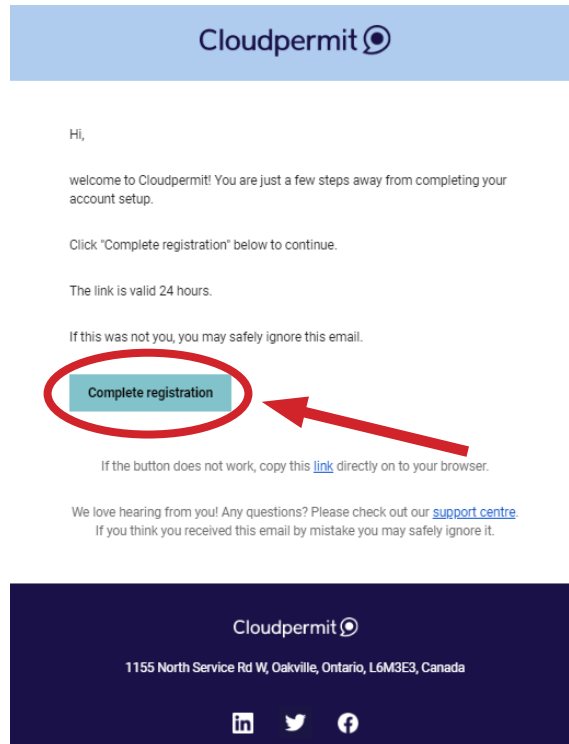 Cloudpermit
Hi,
welcome to Cloudpermit! You are just a few steps away from completing your
account setup.
Click "Complete registration" below to continue.
The link is valid 24 hours.
If this was not you, you may safely ignore this email.
Complete registration
If the button does not work, copy this link directly on to your browser.
We love hearing from you! Any questions? Please check out our support centre.
If you think you received this email by mistake you may safely ignore it.
Cloudpermit
1155 North Service Rd W, Oakville, Ontario, L6M3E3, Canada